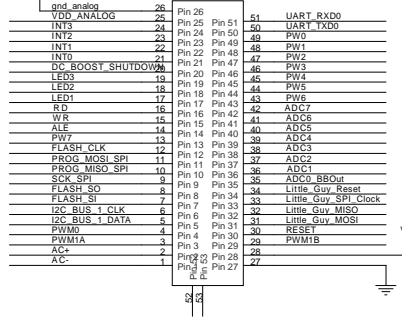 gnd_analog 26 Pin 26
VDD_ANALOG 25 Pin 25 Pin 51 51 UART_RXD0
INT3 24 Pin 24 Pin 50 50 UART_TXD0
INT2 23 Pin 23 Pin 49 49 PW0
INT1 22 Pin 22 Pin 48 48 PW1
INT0 21 Pin 21 Pin 47 47 PW2
DC_BOOST_SHUTDOWN 20 Pin 20 Pin 46 46 PW3
LED3 19 Pin 19 Pin 45 45 PW4
LED2 18 Pin 18 Pin 44 44 PW5
LED1 17 Pin 17 Pin 43 43 PW6
RD 16 Pin 16 Pin 42 42 ADC7
WR 15 Pin 15 Pin 41 41 ADC6
ALE 14 Pin 14 Pin 40 40 ADC5
PW7 13 Pin 13 Pin 39 39 ADC4
FLASH_CLK 12 Pin 12 Pin 38 38 ADC3
PROG_MOSI_SPI 11 Pin 11 Pin 37 37 ADC2
PROG_MISO_SPI 10 Pin 10 Pin 36 36 ADC1
SCK_SPI 9 Pin 9 Pin 35 35 ADC0_BBOut
FLASH_SO 8 Pin 8 Pin 34 34 Little_Guy_Reset
FLASH_SI 7 Pin 7 Pin 33 33 Little_Guy_SPI_Clock
I2C_BUS_1_CLK 6 Pin 6 Pin 32 32 Little_Guy_MISO
I2C_BUS_1_DATA 5 Pin 5 Pin 31 31 Little_Guy_MOSI
PWM0 4 Pin 4 Pin 30 30 RESET
PWM1A 3 Pin 3 Pin 29 29 PWM1B
AC+ 2 Pin 28 28
AC- 1 Pin 27 27
Pin 53
52 53